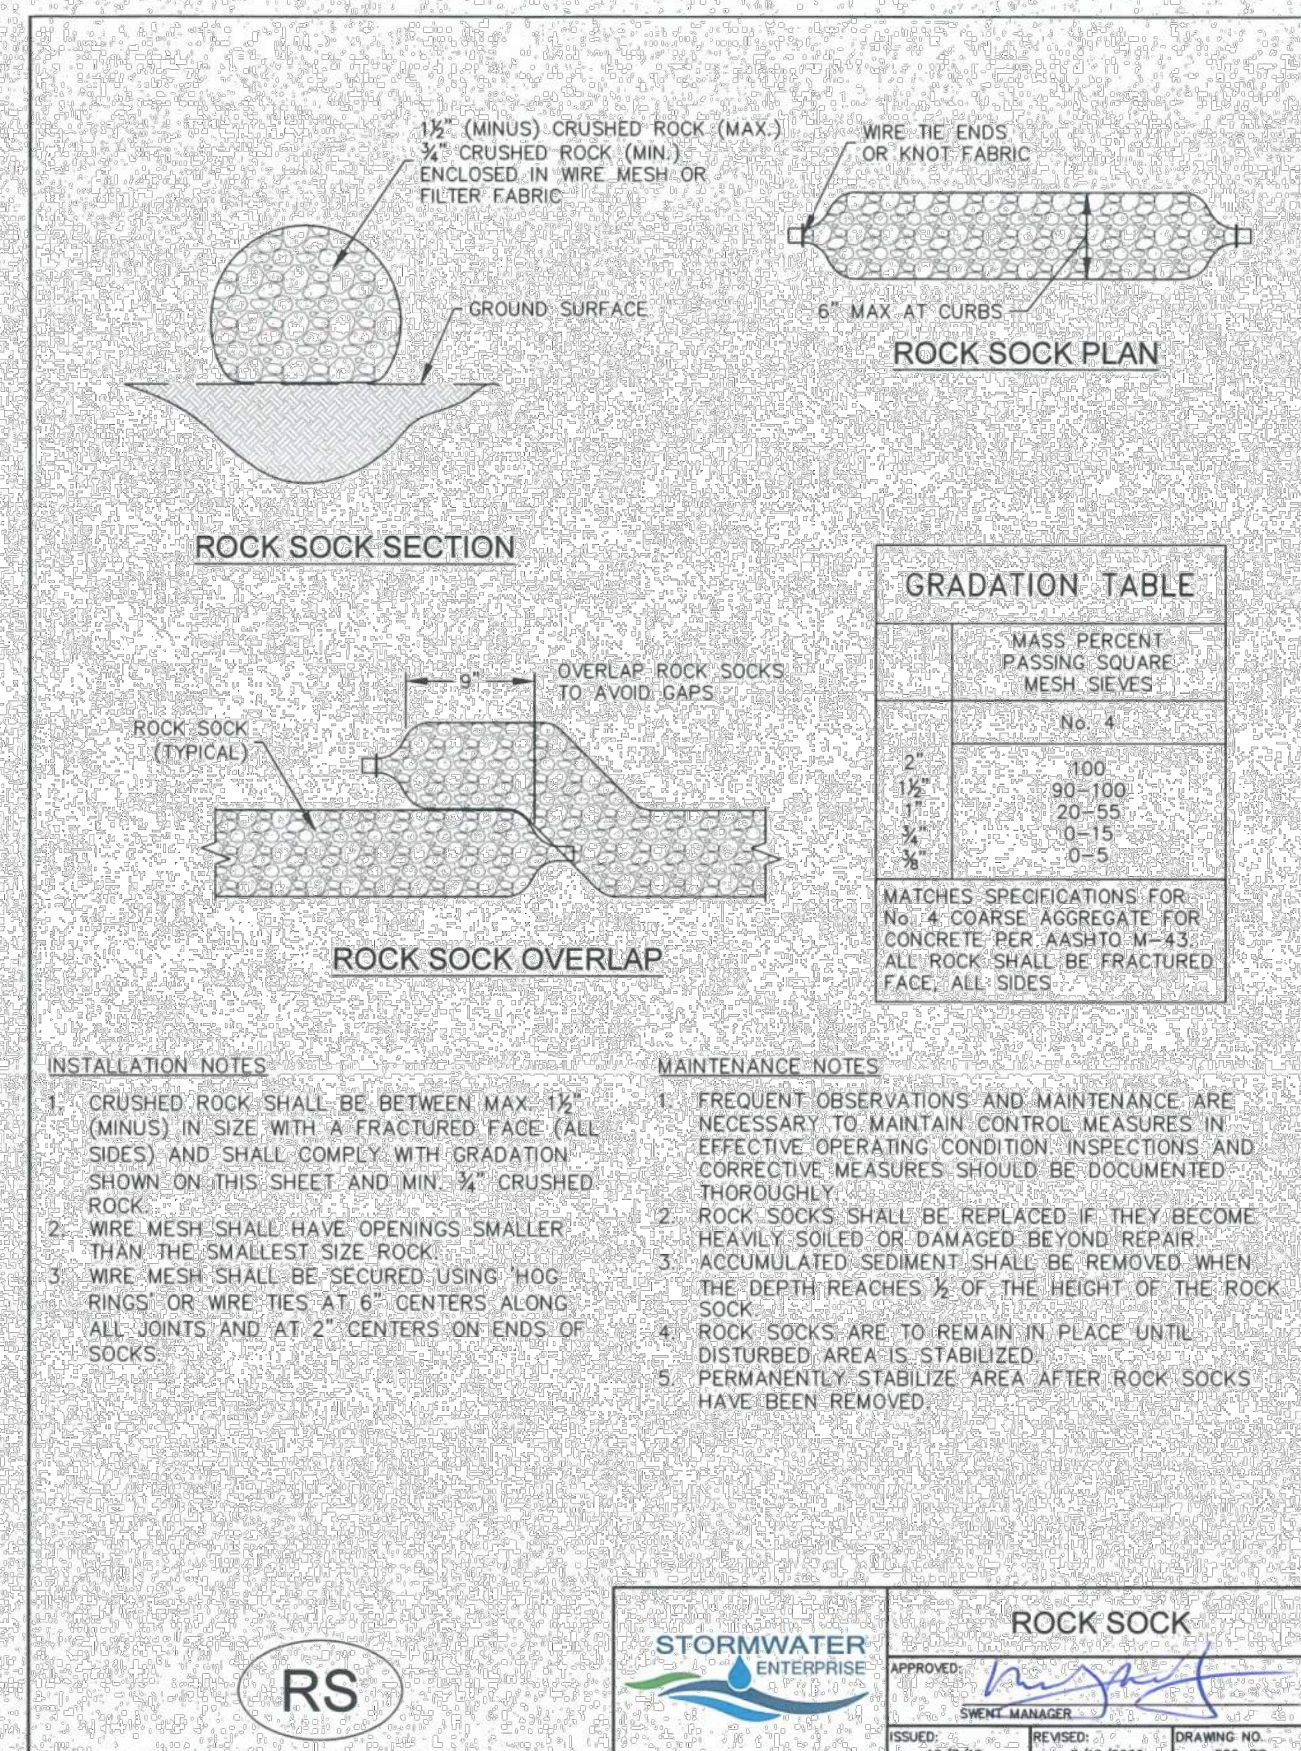 1½" (MINUS) CRUSHED ROCK (MAX.)
¾" CRUSHED ROCK (MIN.)
ENCLOSED IN WIRE MESH OR
FILTER FABRIC
GROUND SURFACE
ROCK SOCK SECTION
WIRE TIE ENDS
OR KNOT FABRIC
6" MAX AT CURBS
ROCK SOCK PLAN
9"
OVERLAP ROCK SOCKS
TO AVOID GAPS
ROCK SOCK
(TYPICAL)
ROCK SOCK OVERLAP
GRADATION TABLE
MASS PERCENT
PASSING SQUARE
MESH SIEVES
No. 4
2" 100
1½" 90-100
1" 20-55
¾" 0-15
⅜" 0-5
MATCHES SPECIFICATIONS FOR
No. 4 COARSE AGGREGATE FOR
CONCRETE PER AASHTO M-43.
ALL ROCK SHALL BE FRACTURED
FACE, ALL SIDES
INSTALLATION NOTES
1. CRUSHED ROCK SHALL BE BETWEEN MAX. 1½"
(MINUS) IN SIZE WITH A FRACTURED FACE (ALL
SIDES) AND SHALL COMPLY WITH GRADATION
SHOWN ON THIS SHEET AND MIN. ¾" CRUSHED
ROCK.
2. WIRE MESH SHALL HAVE OPENINGS SMALLER
THAN THE SMALLEST SIZE ROCK.
3. WIRE MESH SHALL BE SECURED USING 'HOG
RINGS' OR WIRE TIES AT 6" CENTERS ALONG
ALL JOINTS AND AT 2" CENTERS ON ENDS OF
SOCKS.
MAINTENANCE NOTES
1. FREQUENT OBSERVATIONS AND MAINTENANCE ARE
NECESSARY TO MAINTAIN CONTROL MEASURES IN
EFFECTIVE OPERATING CONDITION. INSPECTIONS AND
CORRECTIVE MEASURES SHOULD BE DOCUMENTED
THOROUGHLY.
2. ROCK SOCKS SHALL BE REPLACED IF THEY BECOME
HEAVILY SOILED OR DAMAGED BEYOND REPAIR.
3. ACCUMULATED SEDIMENT SHALL BE REMOVED WHEN
THE DEPTH REACHES ½ OF THE HEIGHT OF THE ROCK
SOCK.
4. ROCK SOCKS ARE TO REMAIN IN PLACE UNTIL
DISTURBED AREA IS STABILIZED.
5. PERMANENTLY STABILIZE AREA AFTER ROCK SOCKS
HAVE BEEN REMOVED.
RS
STORMWATER
ENTERPRISE
ROCK SOCK
APPROVED:
SWENT MANAGER
ISSUED:
REVISED:
DRAWING NO.